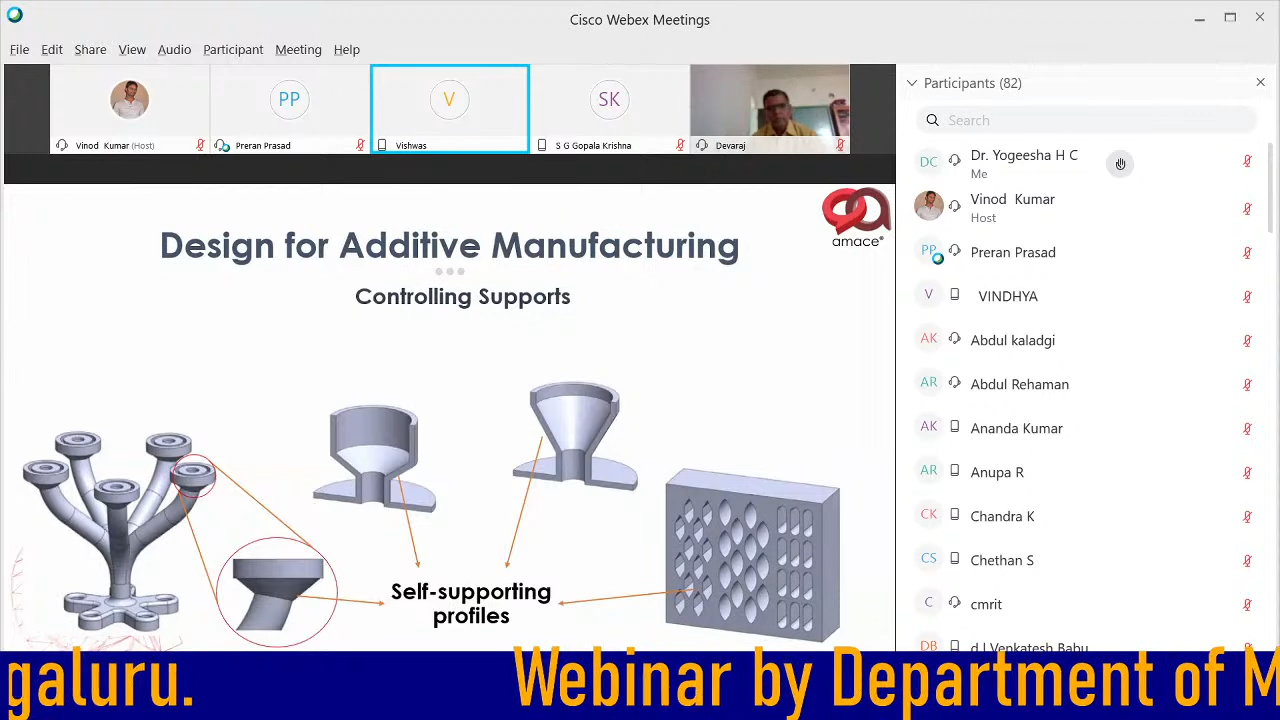 Cisco Webex Meetings
File Edit Share View Audio Participant Meeting Help
PP V SK
Vinod Kumar (Host) Preran Prasad Vishwas S G Gopala Krishna Devaraj
amace®
Design for Additive Manufacturing
Controlling Supports
Self-supporting
profiles
Participants (82)
Search
DC Dr. Yogeesha H C
Me
Vinod Kumar
Host
PP Preran Prasad
V VINDHYA
AK Abdul kaladgi
AR Abdul Rehaman
AK Ananda Kumar
AR Anupa R
CK Chandra K
CS Chethan S
C cmrit
DB d J Venkatesh Babu
galuru. Webinar by Department of M